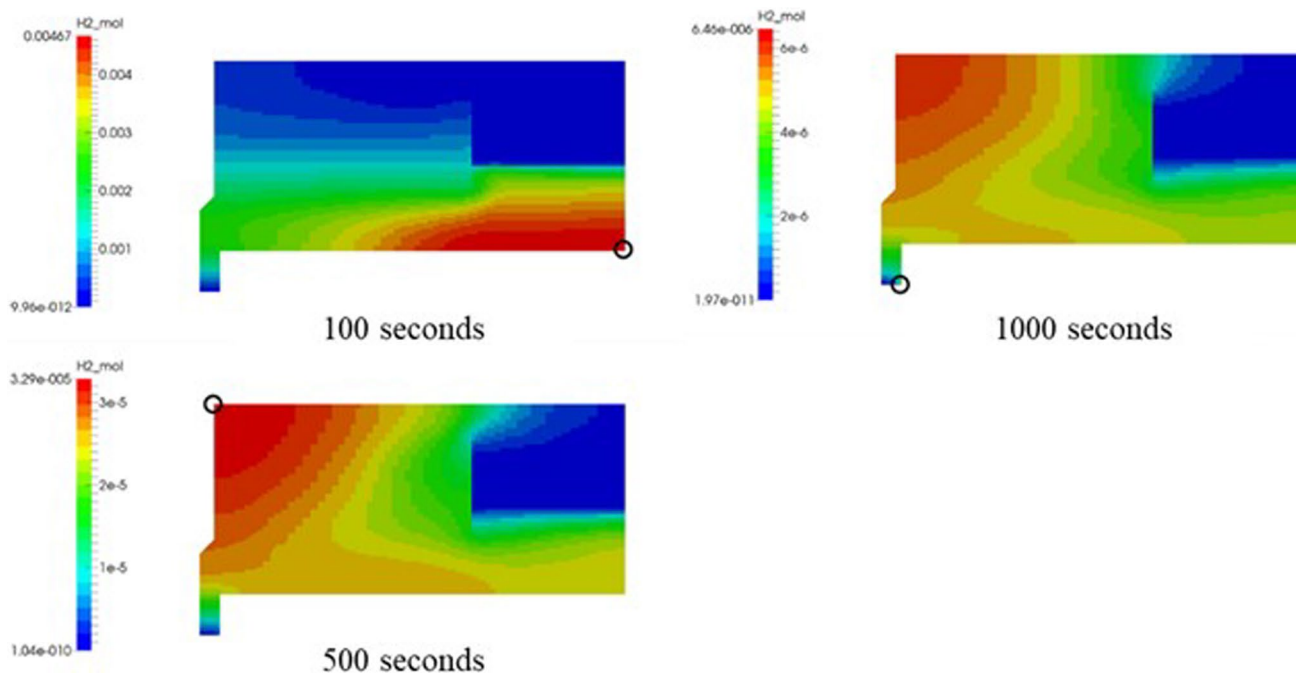 H2_mol
0.00467
0.004
0.003
0.002
0.001
9.96e-012
100 seconds
H2_mol
6.46e-006
6e-6
4e-6
2e-6
1.97e-011
1000 seconds
H2_mol
3.29e-005
3e-5
2e-5
1e-5
1.04e-010
500 seconds